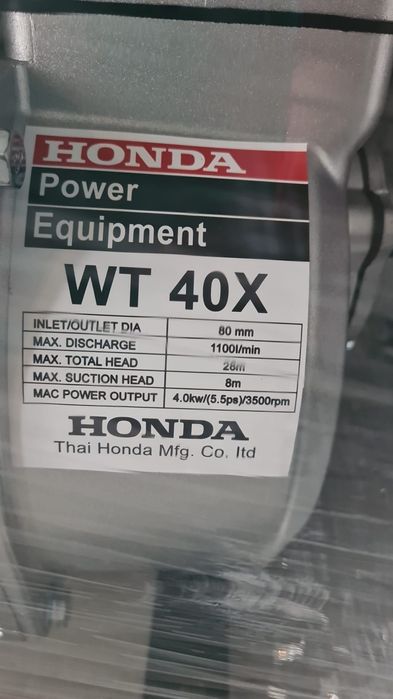 HONDA
Power
Equipment
WT 40X
INLET/OUTLET DIA 80 mm
MAX. DISCHARGE 1100l/min
MAX. TOTAL HEAD 28m
MAX. SUCTION HEAD 8m
MAC POWER OUTPUT 4.0kw/(5.5ps)/3500rpm
HONDA
Thai Honda Mfg. Co, ltd